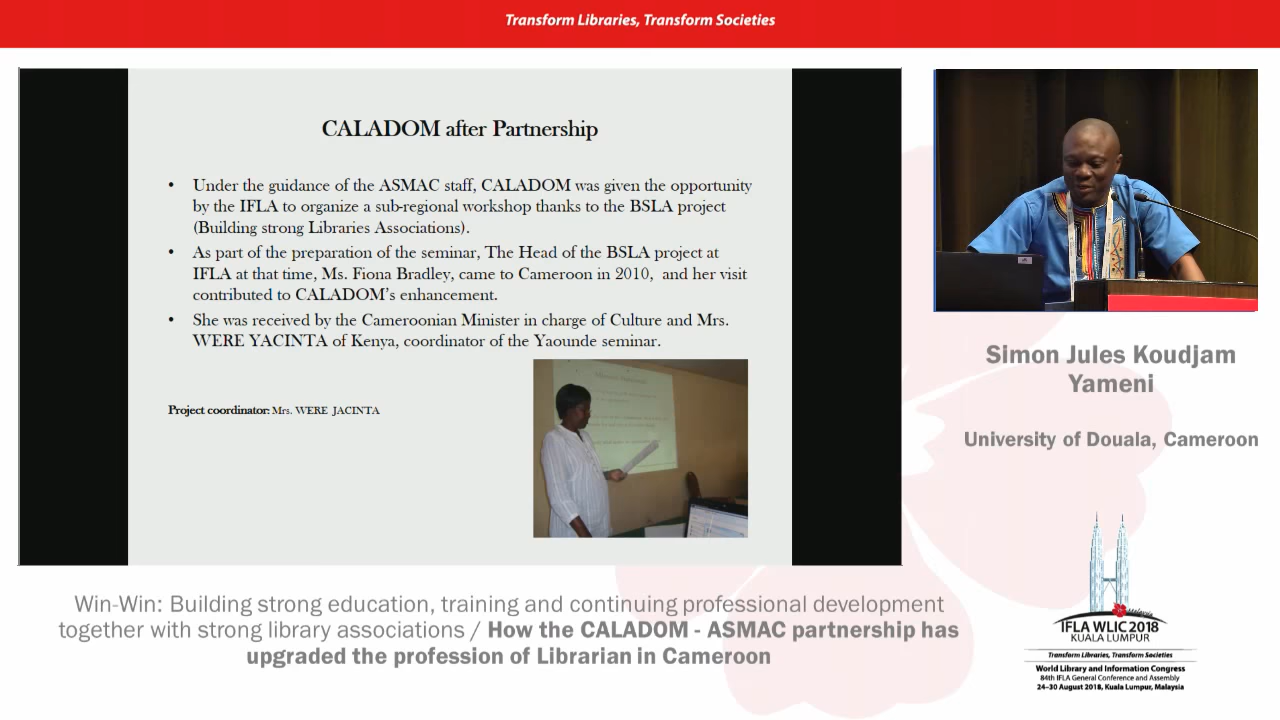 Transform Libraries, Transform Societies
CALADOM after Partnership
• Under the guidance of the ASMAC staff, CALADOM was given the opportunity
by the IFLA to organize a sub-regional workshop thanks to the BSLA project
(Building strong Libraries Associations).
• As part of the preparation of the seminar, The Head of the BSLA project at
IFLA at that time, Ms. Fiona Bradley, came to Cameroon in 2010, and her visit
contributed to CALADOM's enhancement.
• She was received by the Cameroonian Minister in charge of Culture and Mrs.
WERE YACINTA of Kenya, coordinator of the Yaounde seminar.
Project coordinator: Mrs. WERE JACINTA
Simon Jules Koudjam
Yameni
University of Douala, Cameroon
Win-Win: Building strong education, training and continuing professional development
together with strong library associations / How the CALADOM - ASMAC partnership has
upgraded the profession of Librarian in Cameroon
Malaysia
IFLA WLIC 2018
KUALA LUMPUR
Transform Libraries, Transform Societies
World Library and Information Congress
84th IFLA General Conference and Assembly
24–30 August 2018, Kuala Lumpur, Malaysia